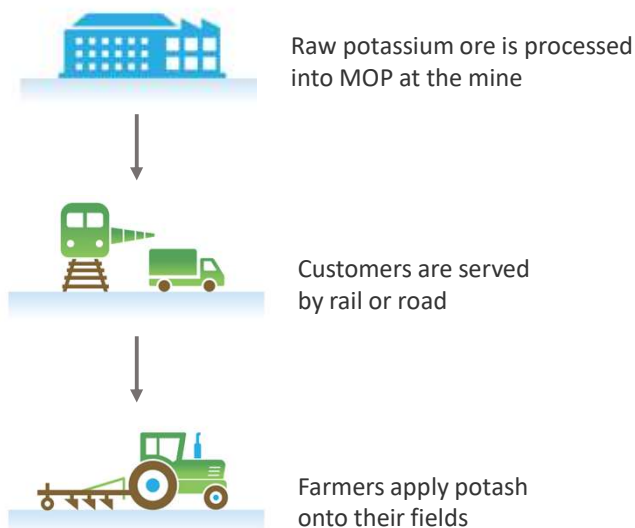 Raw potassium ore is processed
into MOP at the mine
Customers are served
by rail or road
Farmers apply potash
onto their fields